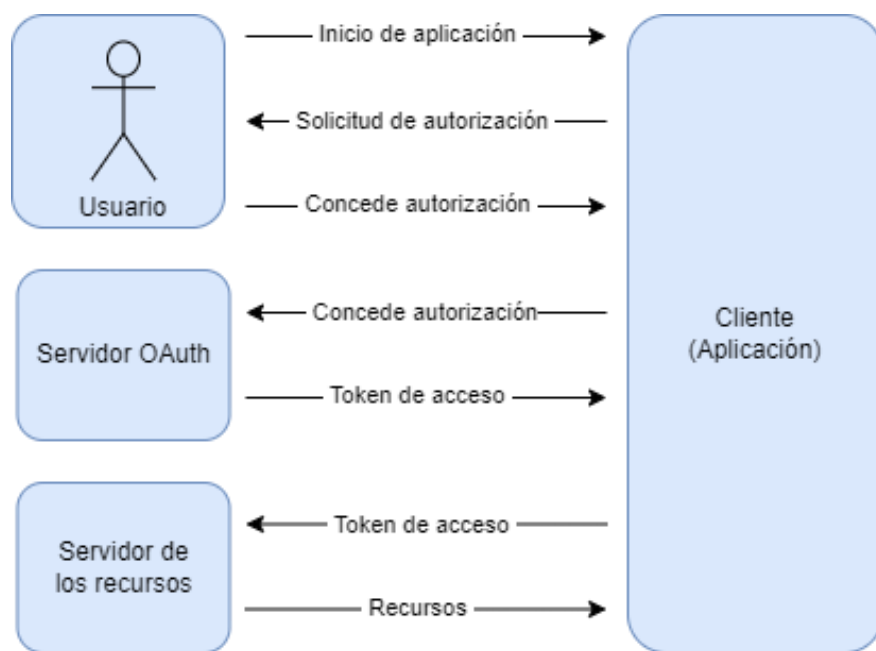 Inicio de aplicación
Solicitud de autorización
Usuario
Concede autorización
Concede autorización
Servidor OAuth
Cliente
(Aplicación)
Token de acceso
Token de acceso
Servidor de
los recursos
Recursos